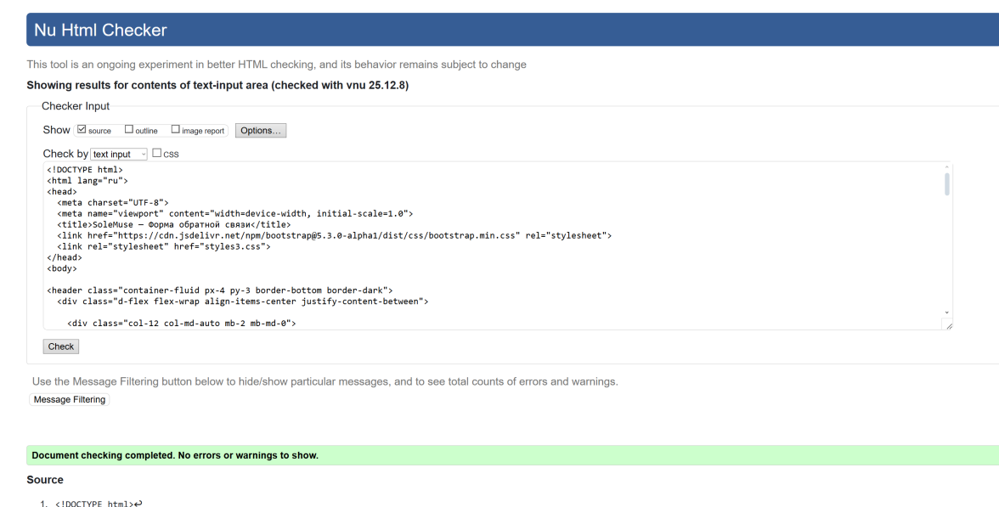 Nu Html Checker
This tool is an ongoing experiment in better HTML checking, and its behavior remains subject to change
Showing results for contents of text-input area (checked with vnu 25.12.8)
Checker Input
Show source outline image report Options...
Check by text input css
<!DOCTYPE html>
<html lang="ru">
<head>
<meta charset="UTF-8">
<meta name="viewport" content="width=device-width, initial-scale=1.0">
<title>SoleMuse — Форма обратной связи</title>
<link href="https://cdn.jsdelivr.net/npm/bootstrap@5.3.0-alpha1/dist/css/bootstrap.min.css" rel="stylesheet">
<link rel="stylesheet" href="styles3.css">
</head>
<body>
<header class="container-fluid px-4 py-3 border-bottom border-dark">
<div class="d-flex flex-wrap align-items-center justify-content-between">
<div class="col-12 col-md-auto mb-2 mb-md-0">
Check
Use the Message Filtering button below to hide/show particular messages, and to see total counts of errors and warnings.
Message Filtering
Document checking completed. No errors or warnings to show.
Source
1. <!DOCTYPE html>↩